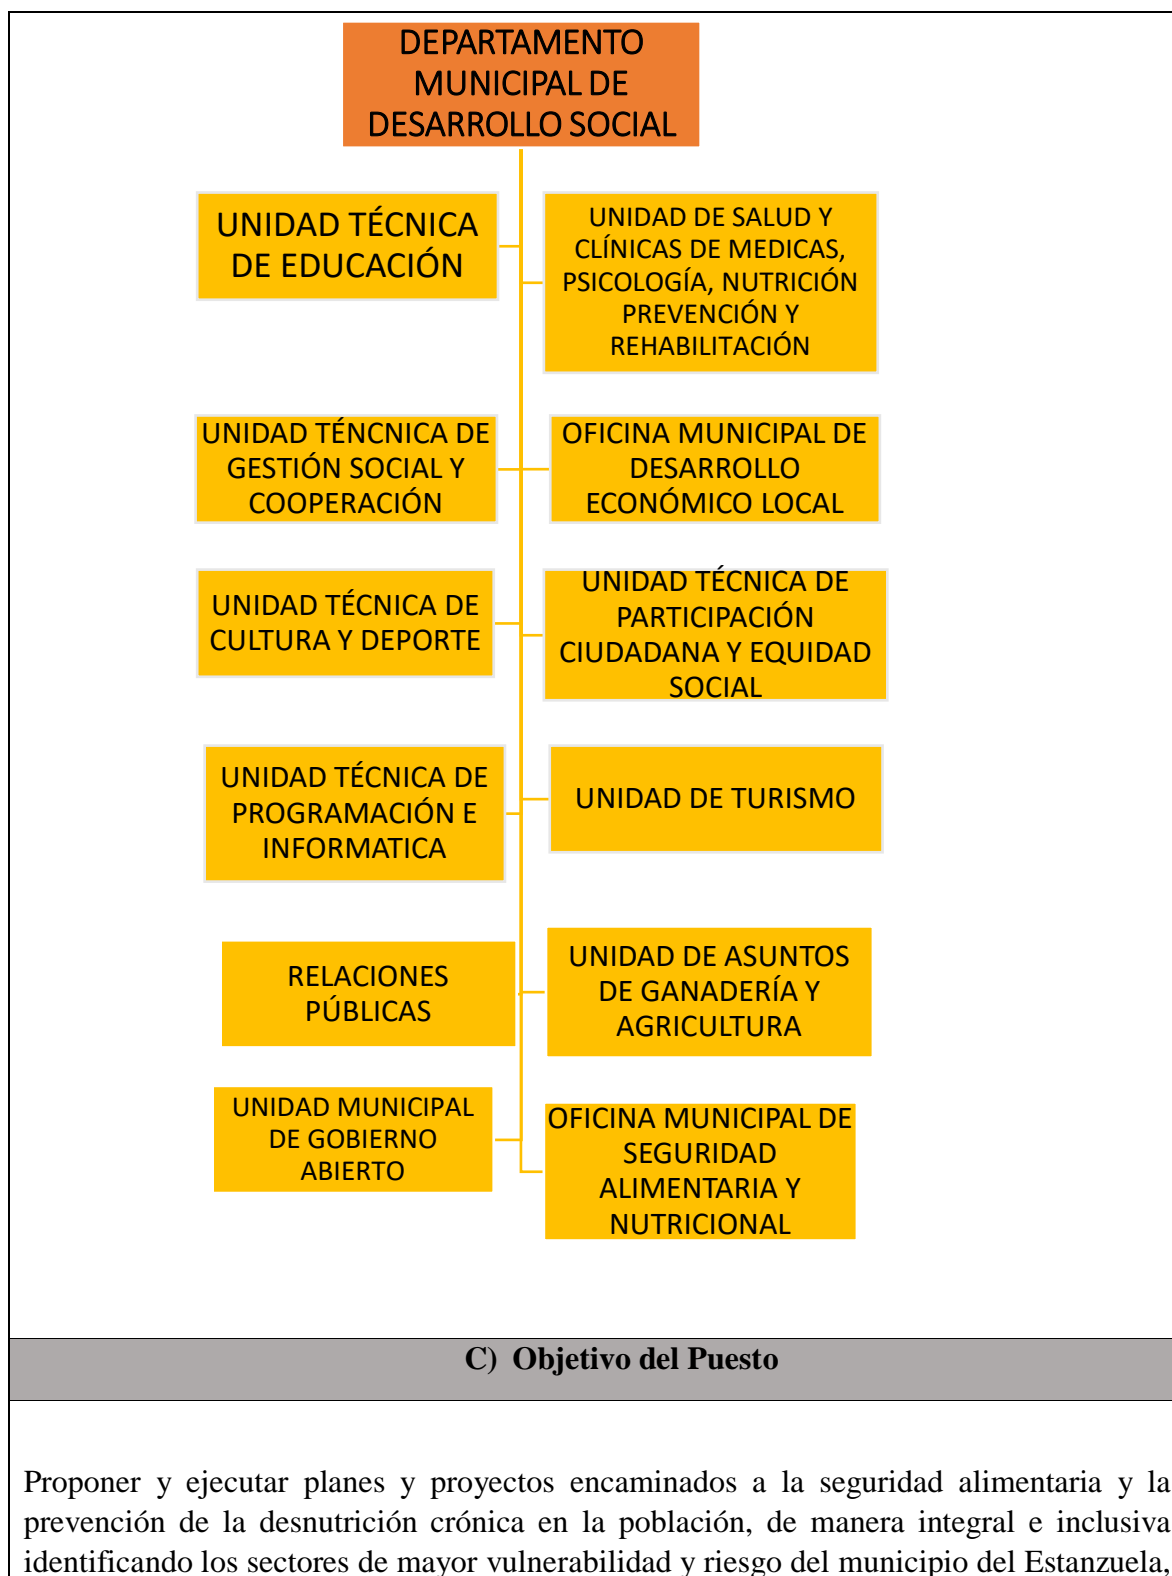 DEPARTAMENTO
MUNICIPAL DE
DESARROLLO SOCIAL
UNIDAD TÉCNICA
DE EDUCACIÓN
UNIDAD DE SALUD Y
CLÍNICAS DE MEDICAS,
PSICOLOGÍA, NUTRICIÓN
PREVENCIÓN Y
REHABILITACIÓN
UNIDAD TÉNCNICA DE
GESTIÓN SOCIAL Y
COOPERACIÓN
OFICINA MUNICIPAL DE
DESARROLLO
ECONÓMICO LOCAL
UNIDAD TÉCNICA DE
CULTURA Y DEPORTE
UNIDAD TÉCNICA DE
PARTICIPACIÓN
CIUDADANA Y EQUIDAD
SOCIAL
UNIDAD TÉCNICA DE
PROGRAMACIÓN E
INFORMATICA
UNIDAD DE TURISMO
RELACIONES
PÚBLICAS
UNIDAD DE ASUNTOS
DE GANADERÍA Y
AGRICULTURA
UNIDAD MUNICIPAL
DE GOBIERNO
ABIERTO
OFICINA MUNICIPAL DE
SEGURIDAD
ALIMENTARIA Y
NUTRICIONAL
C) Objetivo del Puesto
Proponer y ejecutar planes y proyectos encaminados a la seguridad alimentaria y la
prevención de la desnutrición crónica en la población, de manera integral e inclusiva
identificando los sectores de mayor vulnerabilidad y riesgo del municipio del Estanzuela,